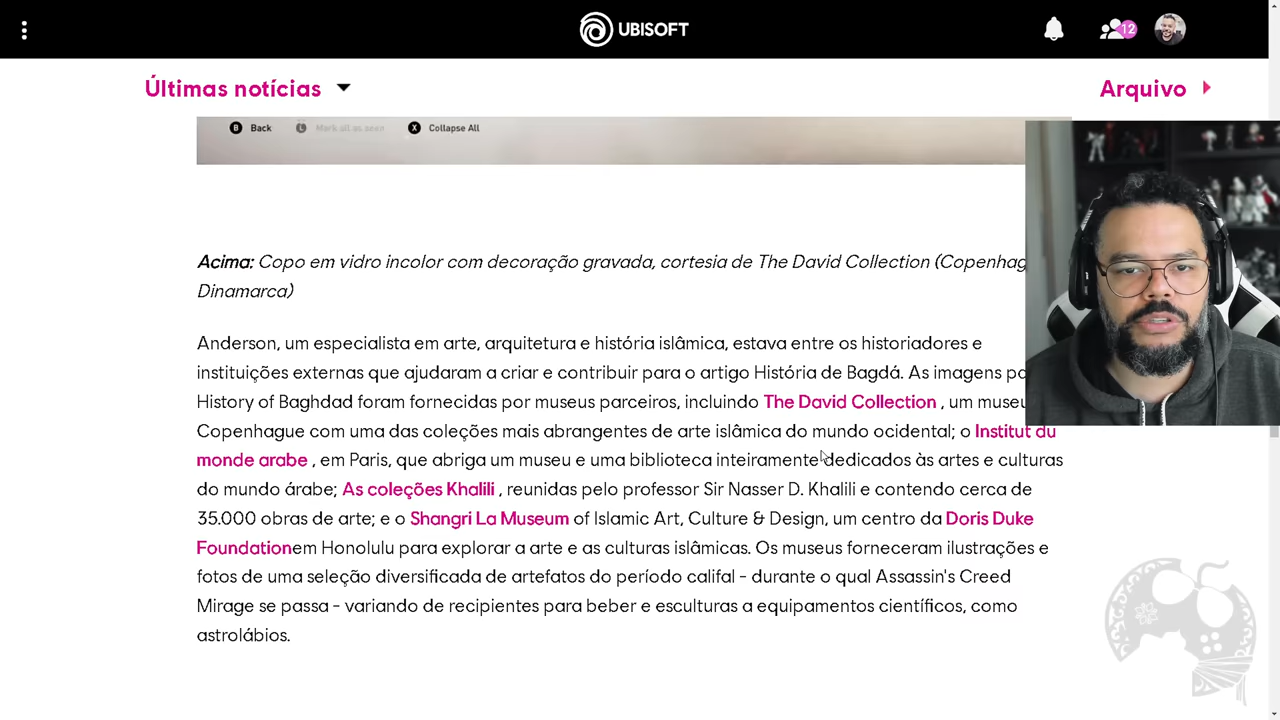 UBISOFT
12
Últimas notícias
Arquivo
B Back
L Mark all as seen
X Collapse All
Acima: Copo em vidro incolor com decoração gravada, cortesia de The David Collection (Copenhag
Dinamarca)
Anderson, um especialista em arte, arquitetura e história islâmica, estava entre os historiadores e
instituições externas que ajudaram a criar e contribuir para o artigo História de Bagdá. As imagens
History of Baghdad foram fornecidas por museus parceiros, incluindo The David Collection , um museu
Copenhague com uma das coleções mais abrangentes de arte islâmica do mundo ocidental; o Institut du
monde arabe , em Paris, que abriga um museu e uma biblioteca inteiramente dedicados às artes e culturas
do mundo árabe; As coleções Khalili , reunidas pelo professor Sir Nasser D. Khalili e contendo cerca de
35.000 obras de arte; e o Shangri La Museum of Islamic Art, Culture & Design, um centro da Doris Duke
Foundationem Honolulu para explorar a arte e as culturas islâmicas. Os museus forneceram ilustrações e
fotos de uma seleção diversificada de artefatos do período califal - durante o qual Assassin's Creed
Mirage se passa - variando de recipientes para beber e esculturas a equipamentos científicos, como
astrolábios.